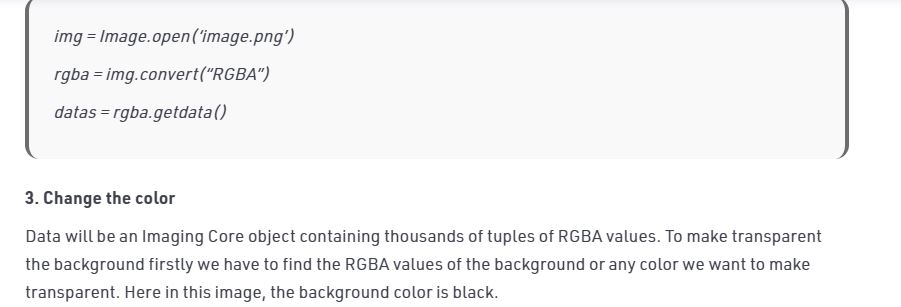 img = Image.open(‘image.png’)
rgba = img.convert(“RGBA”)
datas = rgba.getdata()
3. Change the color
Data will be an Imaging Core object containing thousands of tuples of RGBA values. To make transparent
the background firstly we have to find the RGBA values of the background or any color we want to make
transparent. Here in this image, the background color is black.